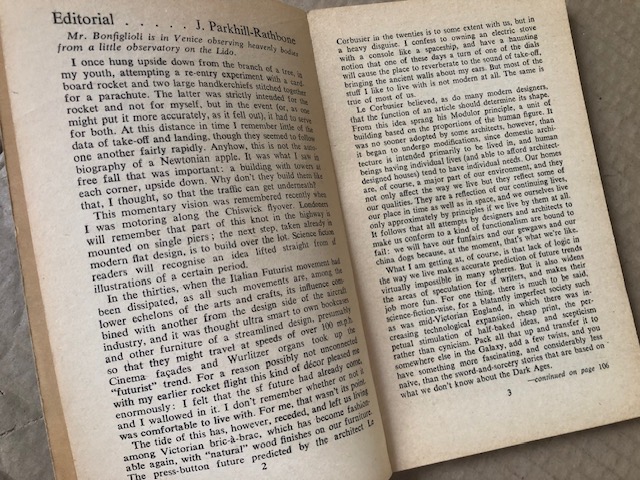 Editorial . . . . . J. Parkhill-Rathbone
Mr. Bonfiglioli is in Venice observing heavenly bodies
from a little observatory on the Lido.
I once hung upside down from the branch of a tree, in
my youth, attempting a re-entry experiment with a card-
board rocket and two large handkerchiefs stitched together
for a parachute. The latter was strictly intended for the
rocket and not for myself, but in the event (or, as one
might put it more accurately, as it fell out), it had to serve
for both. At this distance in time I remember little of the
data of take-off and landing, though they seemed to follow
one another fairly rapidly. Anyhow, this is not the auto-
biography of a Newtonian apple. It was what I saw in
free fall that was important: a building with towers at
each corner, upside down. Why don't they build them like
that, I thought, so that the traffic can get underneath?
This momentary vision was remembered recently when
I was motoring along the Chiswick flyover. Londoners
will remember that part of this knot in the highway is
mounted on single piers; the next step, taken already in
modern flat design, is to build over the lot. Science fiction
readers will recognise an idea lifted straight from if
illustrations of a certain period.
In the thirties, when the Italian Futurist movement had
been dissipated, as all such movements are, among the
lower echelons of the arts and crafts, its influence com-
bined with another from the design side of the aircraft
industry, and it was thought ultra smart to own bookcases
and other furniture of a streamlined design, presumably
so that they might travel at speeds of over 100 m.p.h.
Cinema façades and Wurlitzer organs took up the
"futurist" trend. For a reason possibly not unconnected
with my earlier rocket flight this kind of décor pleased me
enormously: I felt that the sf future had already come,
and I wallowed in it. I don't remember whether or not it
was comfortable to live with. For me, that wasn't its point.
The tide of this has, however, receded, and left us living
among Victorian bric-à-brac, which has become fashion-
able again, with "natural" wood finishes on our furniture.
The press-button future predicted by the architect Le
2
Corbusier in the twenties is to some extent with us, but in
a heavy disguise. I confess to owning an electric stove
with a console like a spaceship, and have a haunting
notion that one of these days a turn of one of the dials
will cause the place to reverberate to the sound of take-off,
bringing the ancient walls about my ears. But most of the
stuff I like to live with is not modern at all. The same is
true of most of us.
Le Corbusier believed, as do many modern designers,
that the function of an article should determine its shape.
From this idea sprang his Modulor principle, a unit of
building based on the proportions of the human figure. It
was no sooner adopted by some architects, however, than
it began to undergo modifications, since domestic archi-
tecture is intended primarily to be lived in, and human
beings having individual lives (and able to afford architect-
designed houses) tend to have individual needs. Our homes
are, of course, a major part of our environment, and they
not only affect the way we live but they reflect some of
our qualities. They are a reflection of our continuing lives,
our place in time as well as in space, and we ourselves live
only approximately by principles if we live by them at all.
It follows that all attempts by designers and architects to
make us conform to a kind of functionalism are bound to
fail: we will have our funfairs and our gewgaws and our
china dogs because, at the moment, that's what we're like.
What I am getting at, of course, is that lack of logic in
the way we live makes accurate prediction of future trends
virtually impossible in many spheres. But it also widens
the areas of speculation for sf writers, and makes their
job more fun. For one thing, there is much to be said,
science-fiction-wise, for a blatantly imperfect society such
as was mid-Victorian England, in which there was in-
creasing technological expansion, cheap print, the per-
petual stimulation of half-baked ideas, and scepticism
rather than cynicism. Pack all that up and transfer it to
somewhere else in the Galaxy, add a few twists, and you
have something more fascinating, and considerably less
naïve, than the sword-and-sorcery stories that are based on
what we don't know about the Dark Ages.
—continued on page 106
3